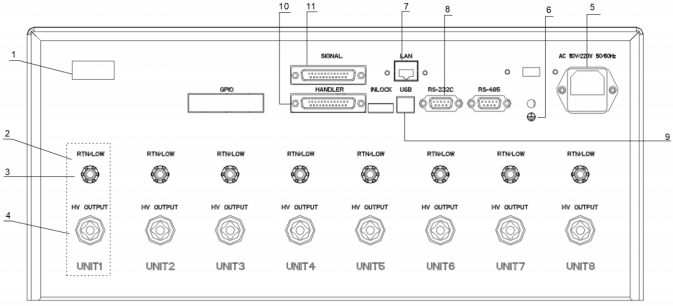 10 11 7 8 6 5
1
SIGNAL LAN AC 110V/220V 50/60Hz
GPIO HANDLER INLOCK USB RS-232C RS-485
9
2
RTN/LOW RTN/LOW RTN/LOW RTN/LOW RTN/LOW RTN/LOW RTN/LOW RTN/LOW
3
HV OUTPUT HV OUTPUT HV OUTPUT HV OUTPUT HV OUTPUT HV OUTPUT HV OUTPUT HV OUTPUT
4
UNIT1 UNIT2 UNIT3 UNIT4 UNIT5 UNIT6 UNIT7 UNIT8